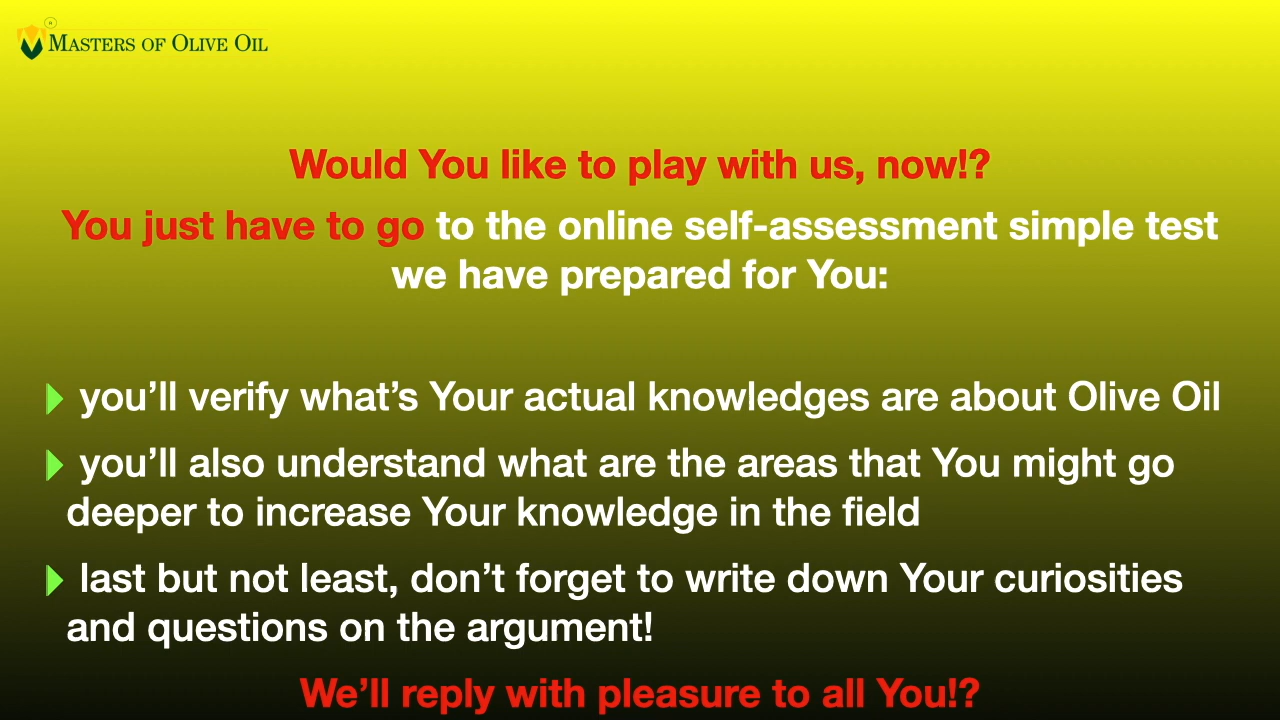 Masters of Olive Oil
Would You like to play with us, now!?
You just have to go to the online self-assessment simple test
we have prepared for You:
you’ll verify what’s Your actual knowledges are about Olive Oil
you’ll also understand what are the areas that You might go
deeper to increase Your knowledge in the field
last but not least, don’t forget to write down Your curiosities
and questions on the argument!
We’ll reply with pleasure to all You!?